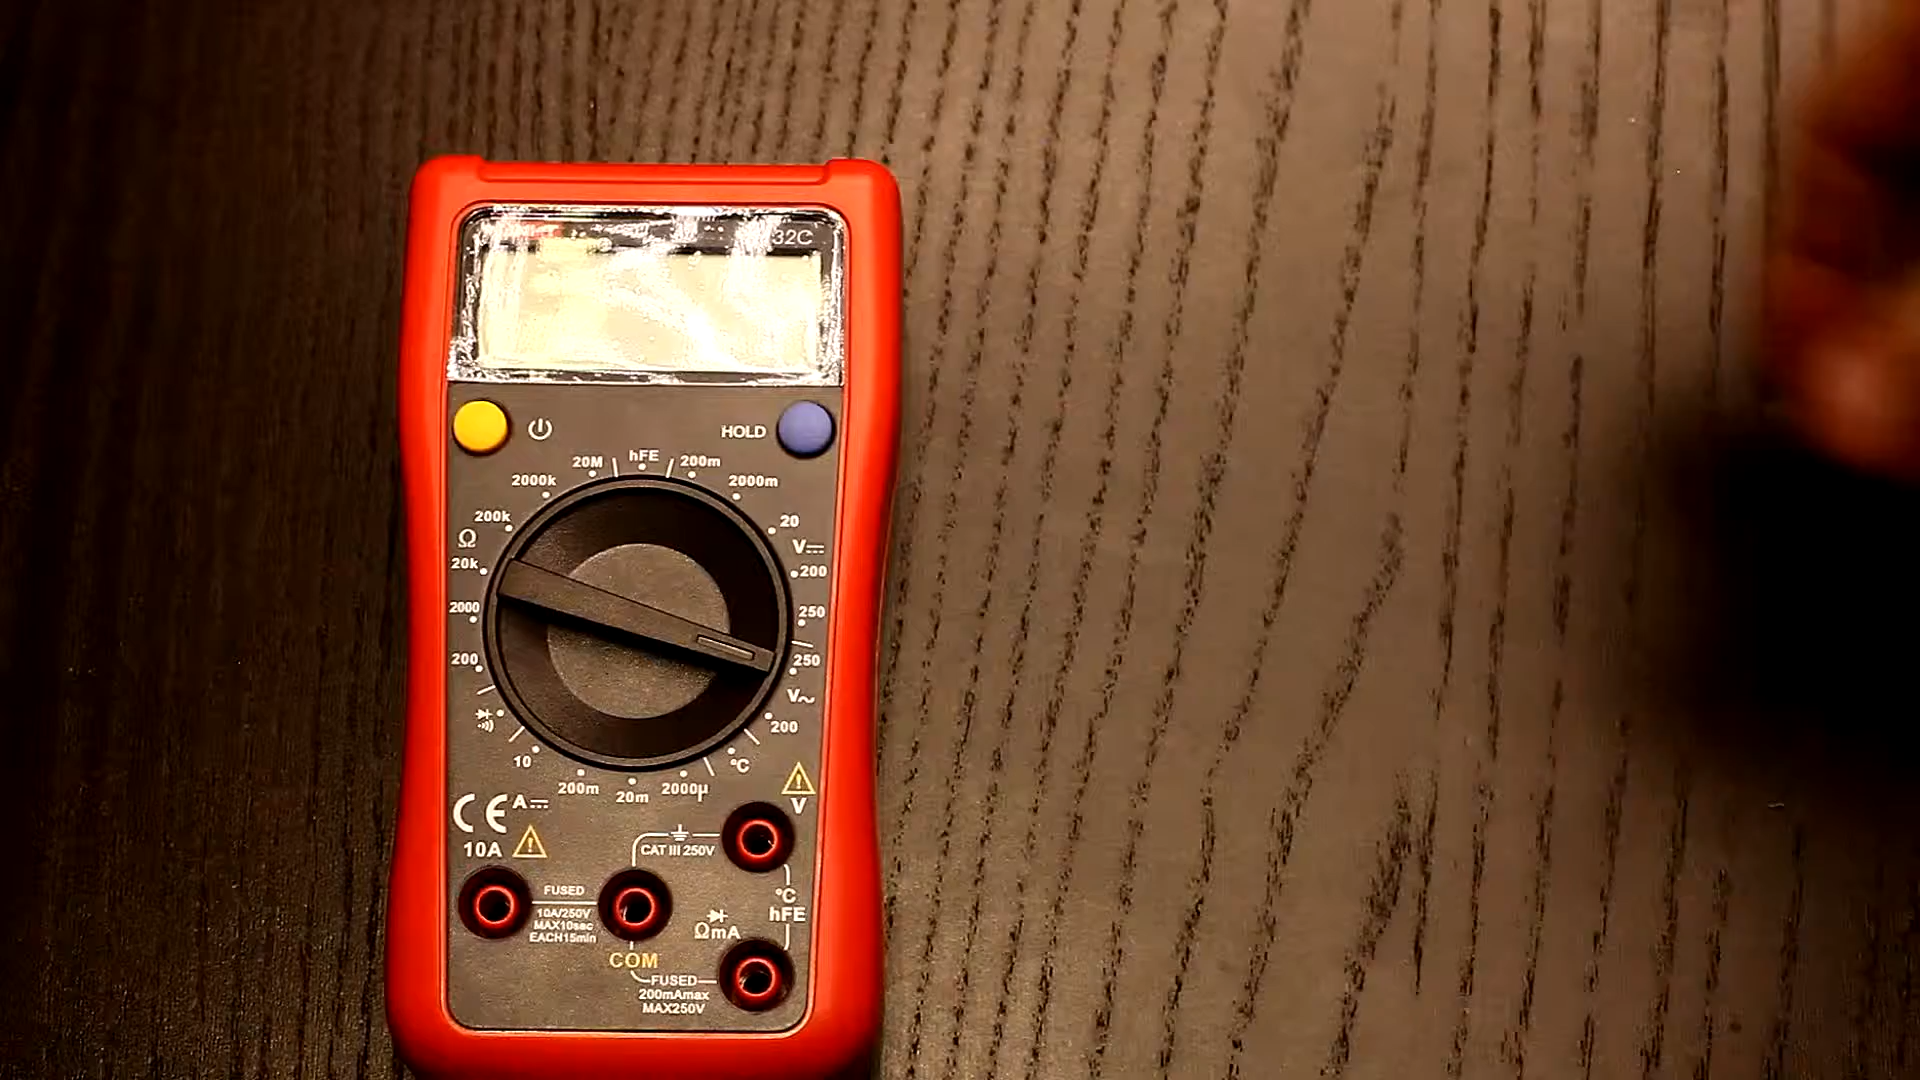 32C
HOLD
20M
hFE
200m
2000k
2000m
200k
20
Ω
V
20k
200
2000
250
200
250
V~
200
10
°C
200m
20m
2000µ
CE
A
V
10A
CAT III 250V
FUSED
°C
10A/250V
hFE
MAX10sec
ΩmA
EACH15min
COM
FUSED
200mAmax
MAX250V